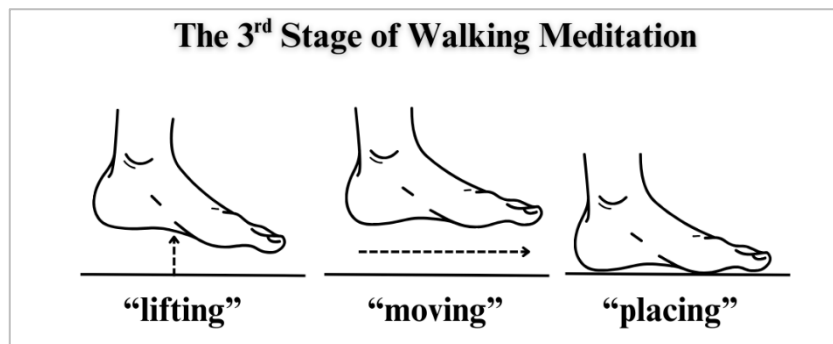 The 3rd Stage of Walking Meditation
“lifting” “moving” “placing”